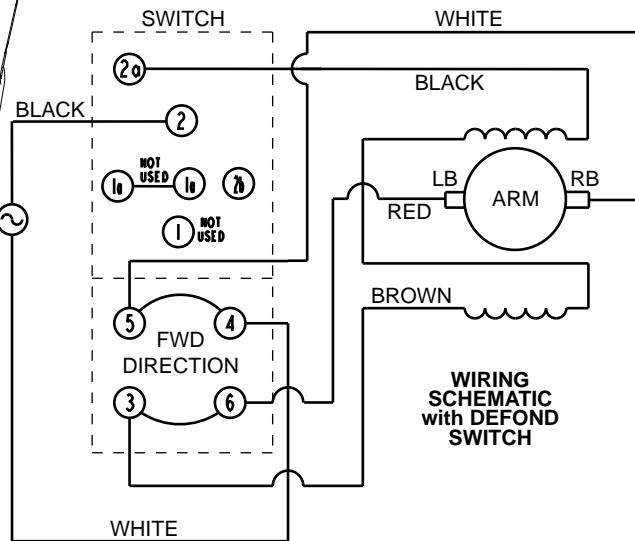 SWITCH
WHITE
2a
BLACK
BLACK
2
NOT
USED
1a
1a
2b
LB
ARM
RB
RED
1
NOT
USED
BROWN
5
4
FWD
DIRECTION
3
6
WIRING
SCHEMATIC
with DEFOND
SWITCH
WHITE